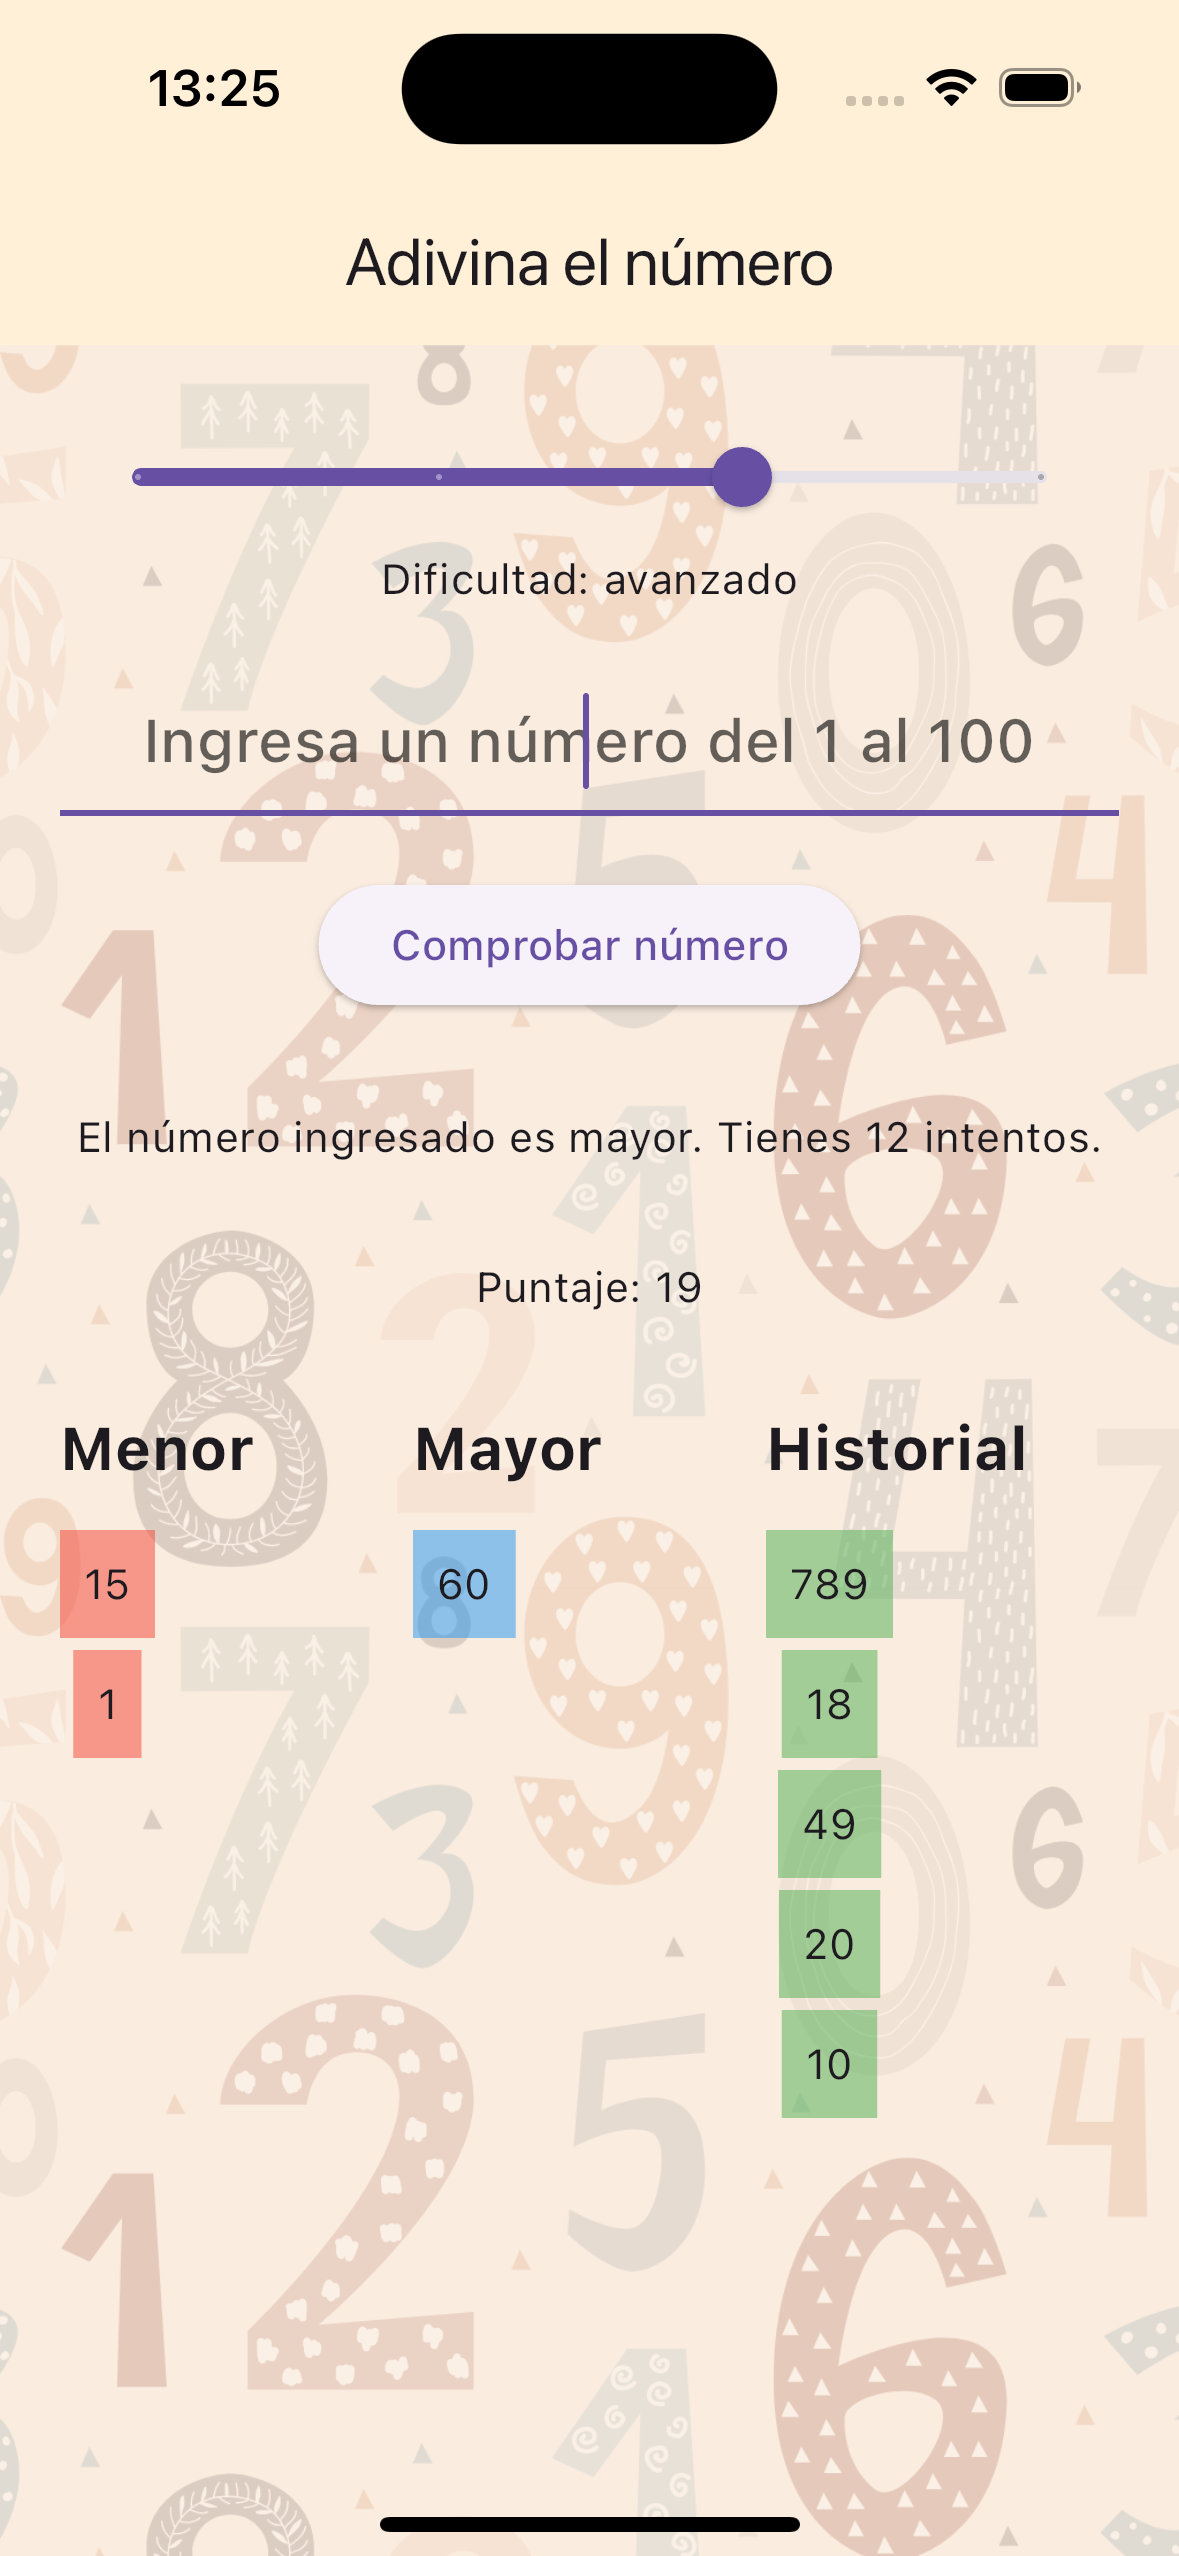 13:25
Adivina el número
Dificultad: avanzado
Ingresa un número del 1 al 100
Comprobar número
El número ingresado es mayor. Tienes 12 intentos.
Puntaje: 19
Menor Mayor Historial
15 60 789
1 18
49
20
10